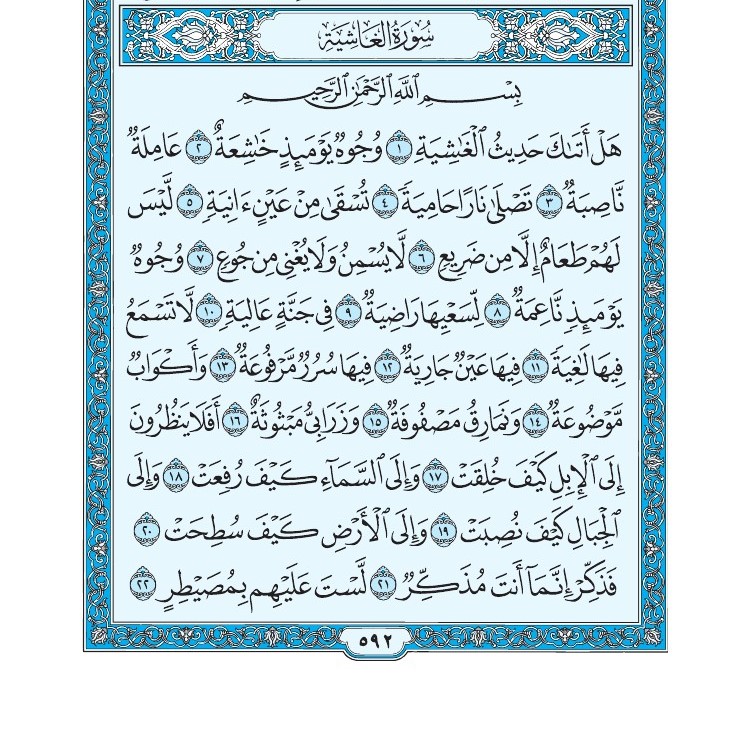 سُورَةُ الغَاشِيَةِ
بِسْمِ ٱللَّهِ ٱلرَّحْمَٰنِ ٱلرَّحِيمِ
هَلْ أَتَىٰكَ حَدِيثُ ٱلْغَٰشِيَةِ ١ وُجُوهٌ يَوْمَئِذٍ خَٰشِعَةٌ ٢ عَامِلَةٌ
نَّاصِبَةٌ ٣ تَصْلَىٰ نَارًا حَامِيَةً ٤ تُسْقَىٰ مِنْ عَيْنٍ ءَانِيَةٍ ٥ لَّيْسَ
لَهُمْ طَعَامٌ إِلَّا مِن ضَرِيعٍ ٦ لَّا يُسْمِنُ وَلَا يُغْنِى مِن جُوعٍ ٧ وُجُوهٌ
يَوْمَئِذٍ نَّاعِمَةٌ ٨ لِّسَعْيِهَا رَاضِيَةٌ ٩ فِى جَنَّةٍ عَالِيَةٍ ١٠ لَّا تَسْمَعُ
فِيهَا لَٰغِيَةً ١١ فِيهَا عَيْنٌ جَارِيَةٌ ١٢ فِيهَا سُرُرٌ مَّرْفُوعَةٌ ١٣ وَأَكْوَابٌ
مَّوْضُوعَةٌ ١٤ وَنَمَارِقُ مَصْفُوفَةٌ ١٥ وَزَرَابِىُّ مَبْثُوثَةٌ ١٦ أَفَلَا يَنظُرُونَ
إِلَى ٱلْإِبِلِ كَيْفَ خُلِقَتْ ١٧ وَإِلَى ٱلسَّمَآءِ كَيْفَ رُفِعَتْ ١٨ وَإِلَى
ٱلْجِبَالِ كَيْفَ نُصِبَتْ ١٩ وَإِلَى ٱلْأَرْضِ كَيْفَ سُطِحَتْ ٢٠
فَذَكِّرْ إِنَّمَآ أَنتَ مُذَكِّرٌ ٢١ لَّسْتَ عَلَيْهِم بِمُصَيْطِرٍ ٢٢
٥٩٢